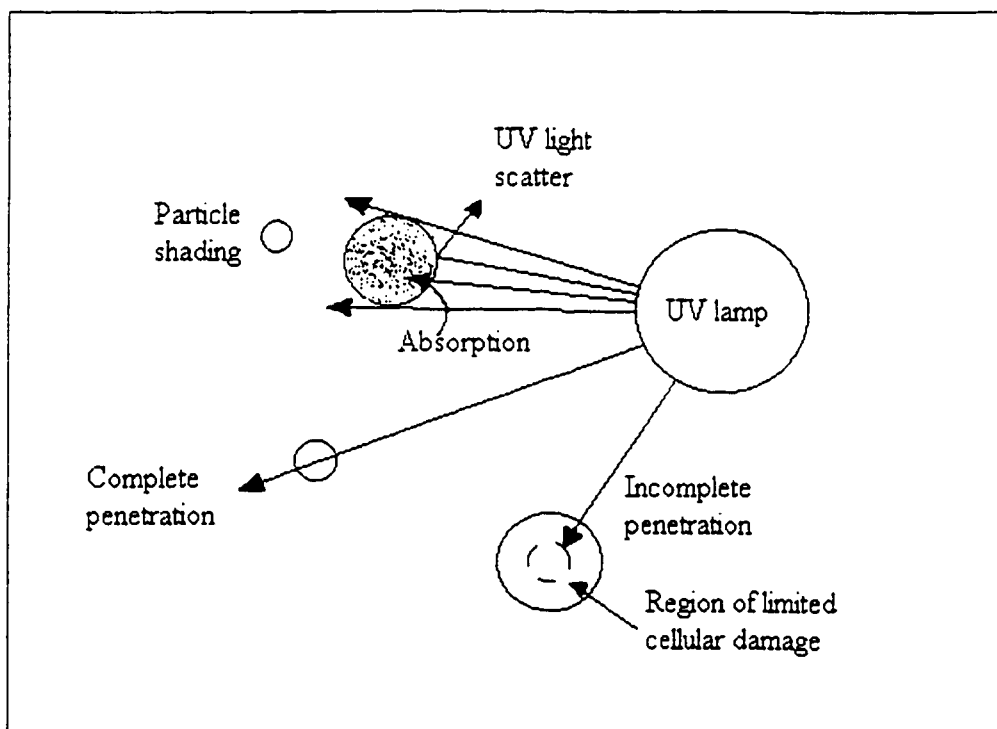 UV light
scatter
Particle
shading
UV lamp
Absorption
Complete
penetration
Incomplete
penetration
Region of limited
cellular damage